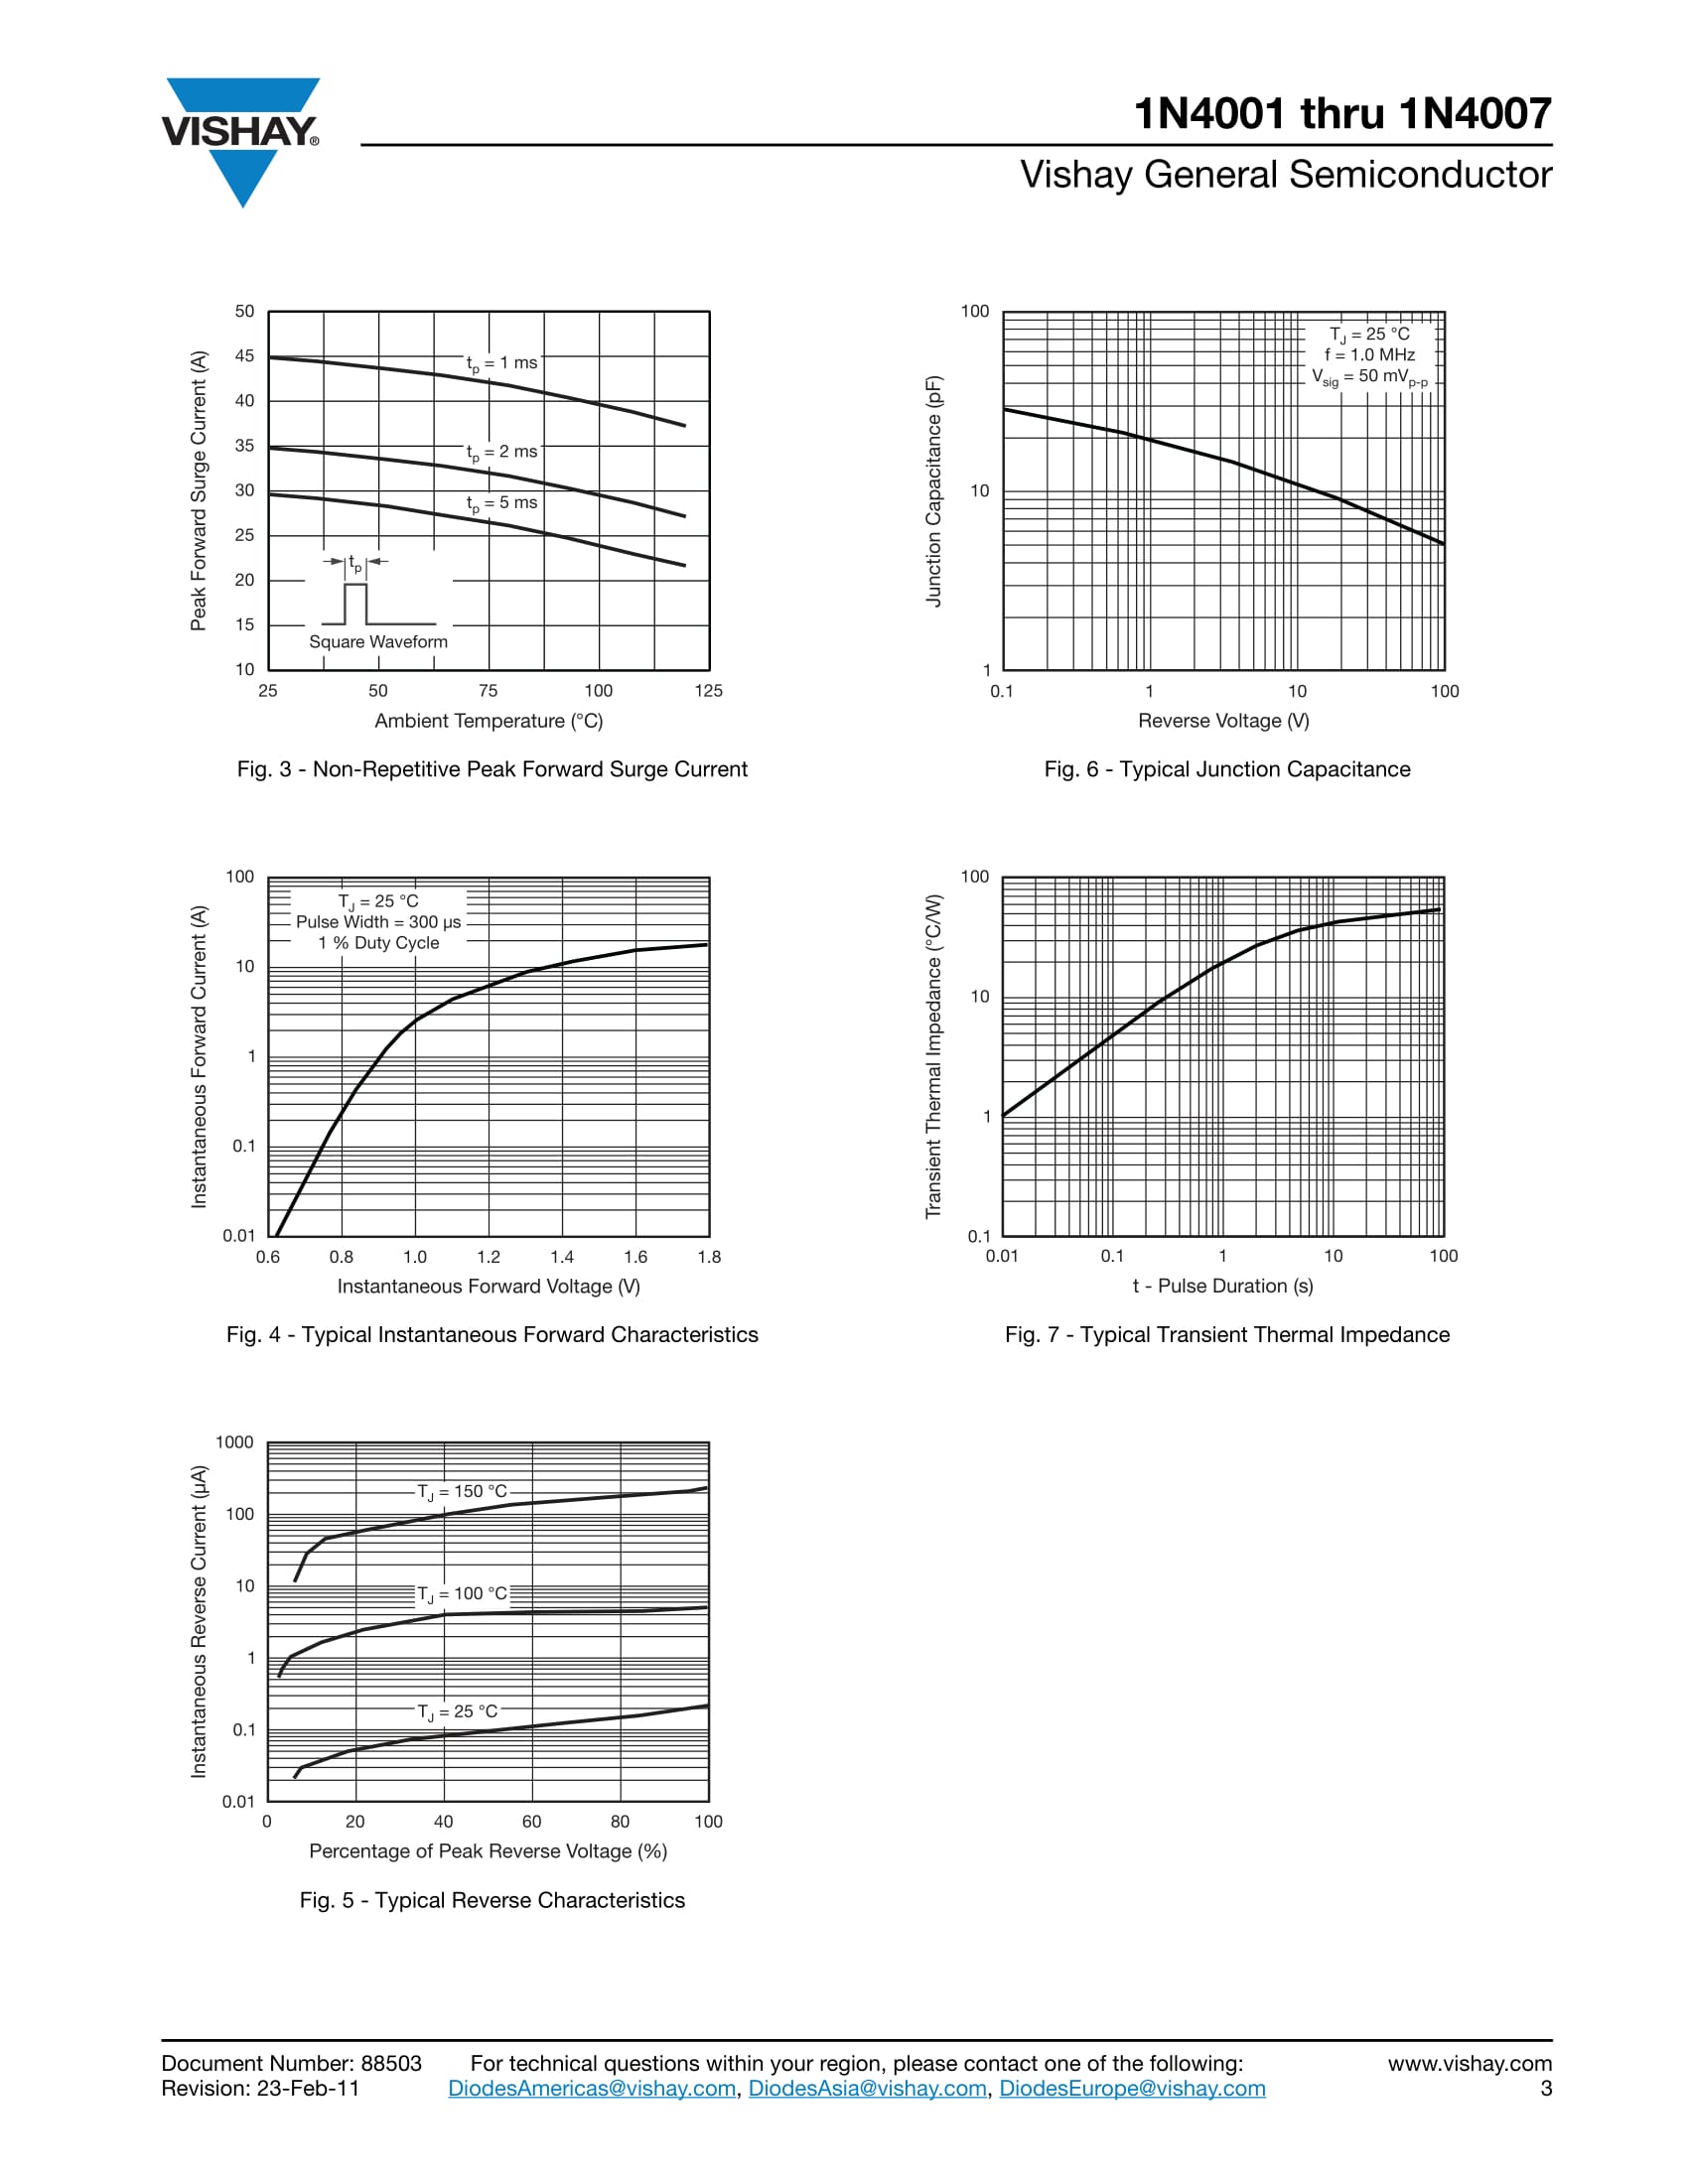 VISHAY®
1N4001 thru 1N4007
Vishay General Semiconductor
Peak Forward Surge Current (A)
50
45
40
35
30
25
20
15
10
tp = 1 ms
tp = 2 ms
tp = 5 ms
tp
Square Waveform
25 50 75 100 125
Ambient Temperature (°C)
Fig. 3 - Non-Repetitive Peak Forward Surge Current
Junction Capacitance (pF)
100
10
1
TJ = 25 °C
f = 1.0 MHz
Vsig = 50 mVp-p
0.1 1 10 100
Reverse Voltage (V)
Fig. 6 - Typical Junction Capacitance
Instantaneous Forward Current (A)
100
10
1
0.1
0.01
TJ = 25 °C
Pulse Width = 300 µs
1 % Duty Cycle
0.6 0.8 1.0 1.2 1.4 1.6 1.8
Instantaneous Forward Voltage (V)
Fig. 4 - Typical Instantaneous Forward Characteristics
Transient Thermal Impedance (°C/W)
100
10
1
0.1
0.01 0.1 1 10 100
t - Pulse Duration (s)
Fig. 7 - Typical Transient Thermal Impedance
Instantaneous Reverse Current (µA)
1000
100
10
1
0.1
0.01
TJ = 150 °C
TJ = 100 °C
TJ = 25 °C
0 20 40 60 80 100
Percentage of Peak Reverse Voltage (%)
Fig. 5 - Typical Reverse Characteristics
Document Number: 88503 For technical questions within your region, please contact one of the following: www.vishay.com
Revision: 23-Feb-11 DiodesAmericas@vishay.com, DiodesAsia@vishay.com, DiodesEurope@vishay.com 3